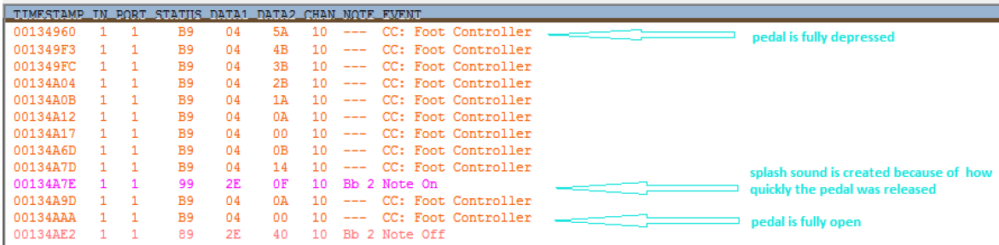 TIMESTAMP IN PORT STATUS DATA1 DATA2 CHAN NOTE EVENT
00134960 1 1 B9 04 5A 10 --- CC: Foot Controller pedal is fully depressed
001349F3 1 1 B9 04 4B 10 --- CC: Foot Controller
001349FC 1 1 B9 04 3B 10 --- CC: Foot Controller
00134A04 1 1 B9 04 2B 10 --- CC: Foot Controller
00134A0B 1 1 B9 04 1A 10 --- CC: Foot Controller
00134A12 1 1 B9 04 0A 10 --- CC: Foot Controller
00134A17 1 1 B9 04 00 10 --- CC: Foot Controller
00134A6D 1 1 B9 04 0B 10 --- CC: Foot Controller
00134A7D 1 1 B9 04 14 10 --- CC: Foot Controller
00134A7E 1 1 99 2E 0F 10 Bb 2 Note On
splash sound is created because of how
quickly the pedal was released
00134A9D 1 1 B9 04 0A 10 --- CC: Foot Controller
00134AAA 1 1 B9 04 00 10 --- CC: Foot Controller pedal is fully open
00134AE2 1 1 89 2E 40 10 Bb 2 Note Off